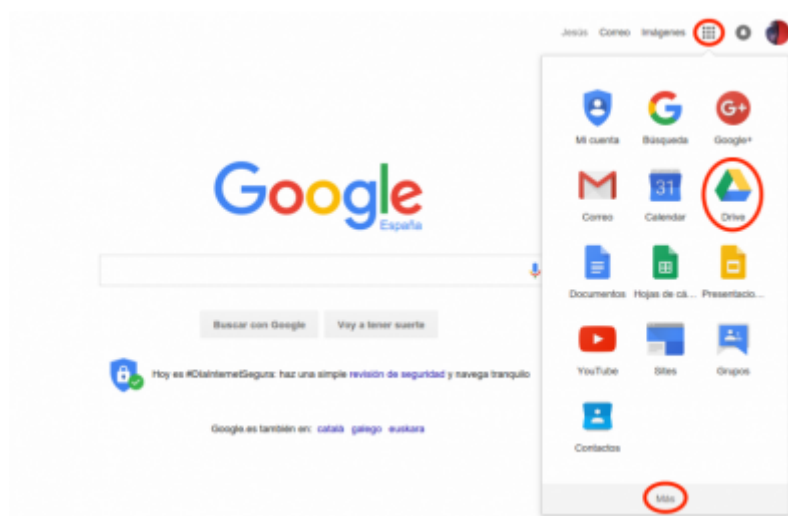 Jesús Correo Imágenes
Mi cuenta Búsqueda Google+
Correo Calendar Drive
31
Documentos Hojas de cá... Presentacio...
YouTube Sites Grupos
Contactos
Más
Google
España
Buscar con Google Voy a tener suerte
Hoy es #DiaInternetSegura: haz una simple revisión de seguridad y navega tranquilo
Google.es también en: català galego euskara